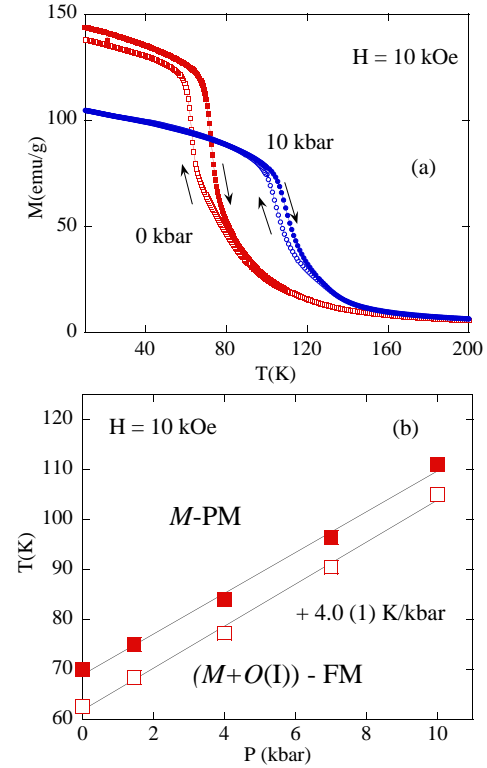 150
100
50
0
M(emu/g)
H = 10 kOe
10 kbar
(a)
0 kbar
40 80 120 160 200
T(K)
120
110
100
90
80
70
60
T(K)
H = 10 kOe
(b)
M-PM
+ 4.0 (1) K/kbar
(M+O(I)) - FM
0 2 4 6 8 10
P (kbar)